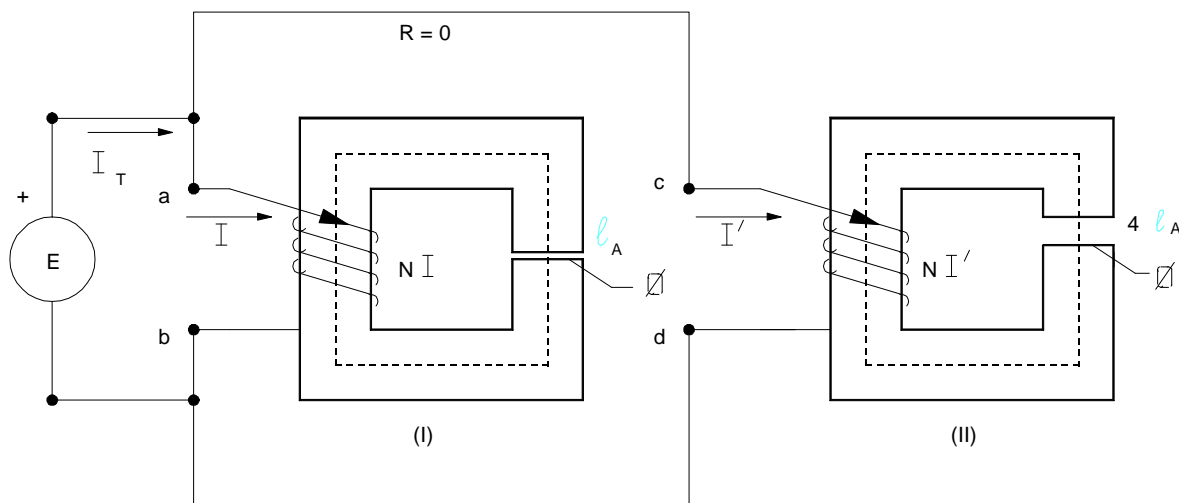 R = 0
I T
+
E
a
I
b
N I
ℓ A
Ø
(I)
c
I′
d
N I′
4 ℓ A
Ø
(II)